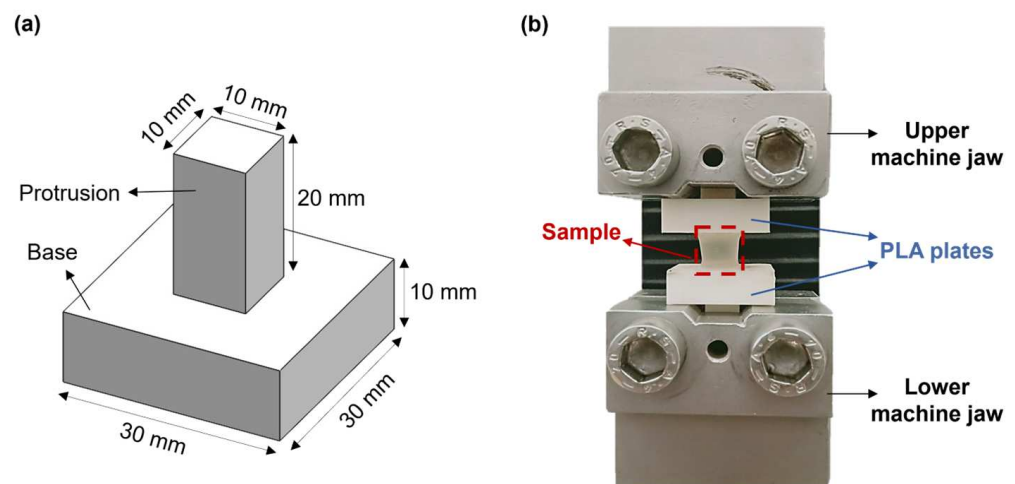 (a)
10 mm
10 mm
20 mm
Protrusion
Base
10 mm
30 mm
30 mm
(b)
Upper
machine jaw
Sample
PLA plates
Lower
machine jaw